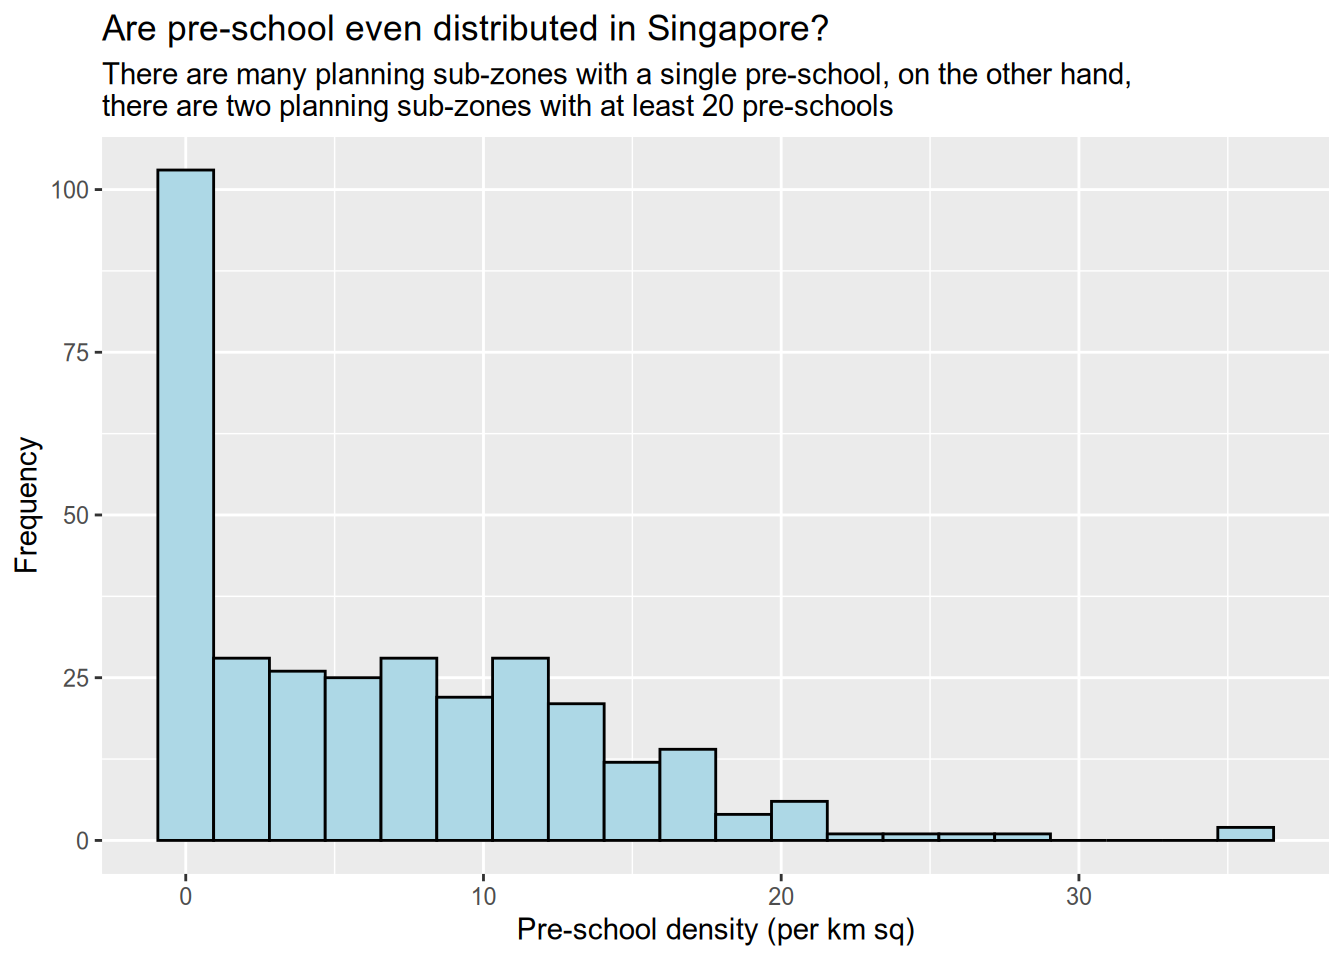 Are pre-school even distributed in Singapore?
There are many planning sub-zones with a single pre-school, on the other hand,
there are two planning sub-zones with at least 20 pre-schools
100
75
50
25
0
Frequency
0
10
20
30
Pre-school density (per km sq)